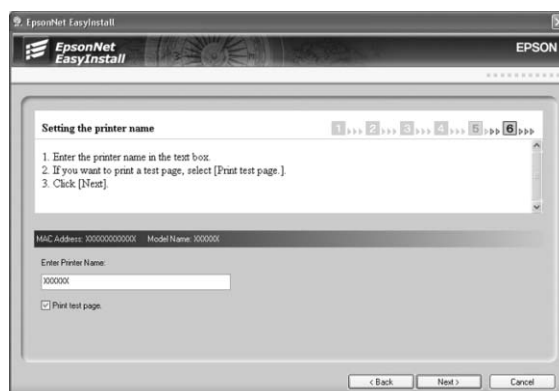 EpsonNet EasyInstall
EpsonNet
EasyInstall
EPSON
Setting the printer name
1 2 3 4 5 6
1. Enter the printer name in the text box.
2. If you want to print a test page, select [Print test page.].
3. Click [Next].
MAC Address: XXXXXXXXXXXX Model Name: XXXXXX
Enter Printer Name:
XXXXXX
Print test page.
< Back
Next >
Cancel